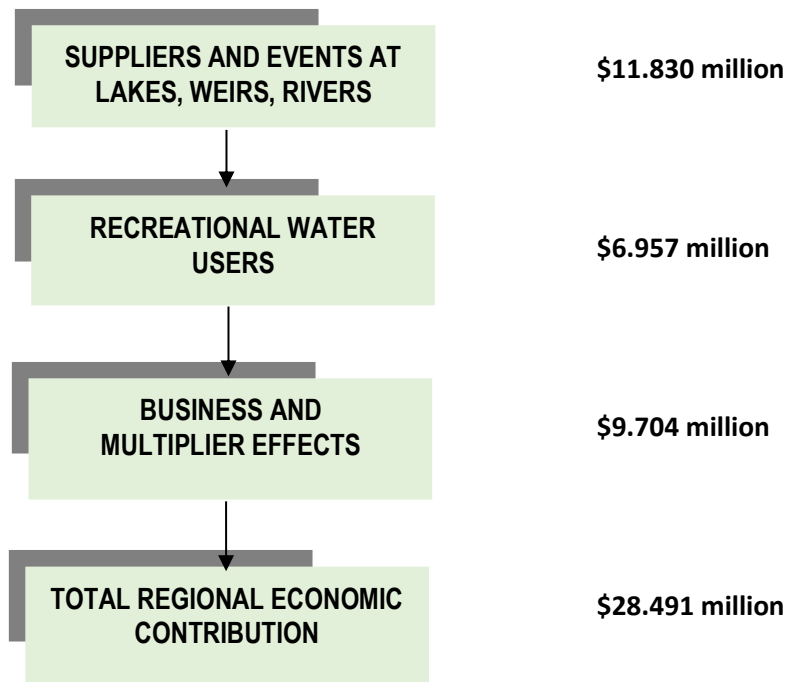 SUPPLIERS AND EVENTS AT
LAKES, WEIRS, RIVERS
$11.830 million
RECREATIONAL WATER
USERS
$6.957 million
BUSINESS AND
MULTIPLIER EFFECTS
$9.704 million
TOTAL REGIONAL ECONOMIC
CONTRIBUTION
$28.491 million